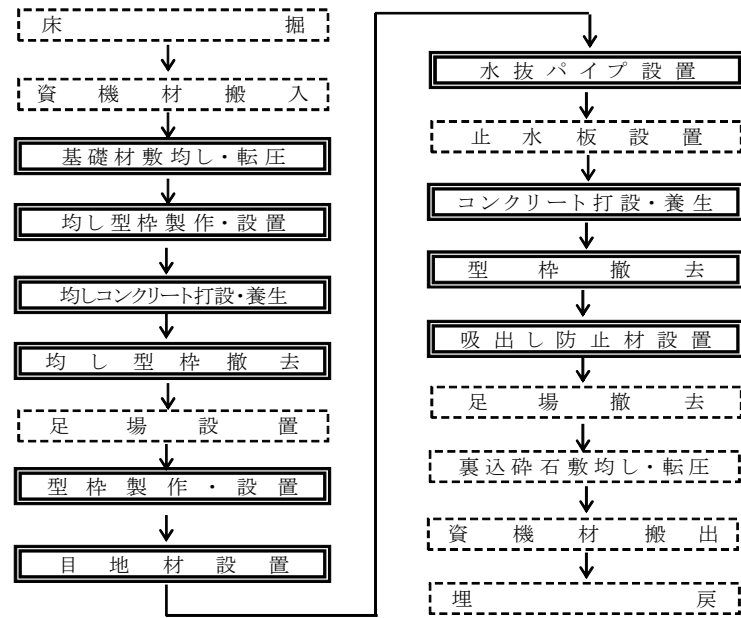 床掘
資機材搬入
基礎材敷均し・転圧
均し型枠製作・設置
均しコンクリート打設・養生
均し型枠撤去
足場設置
型枠製作・設置
目地材設置
水抜パイプ設置
止水板設置
コンクリート打設・養生
型枠撤去
吸出し防止材設置
足場撤去
裏込砕石敷均し・転圧
資機材搬出
埋戻